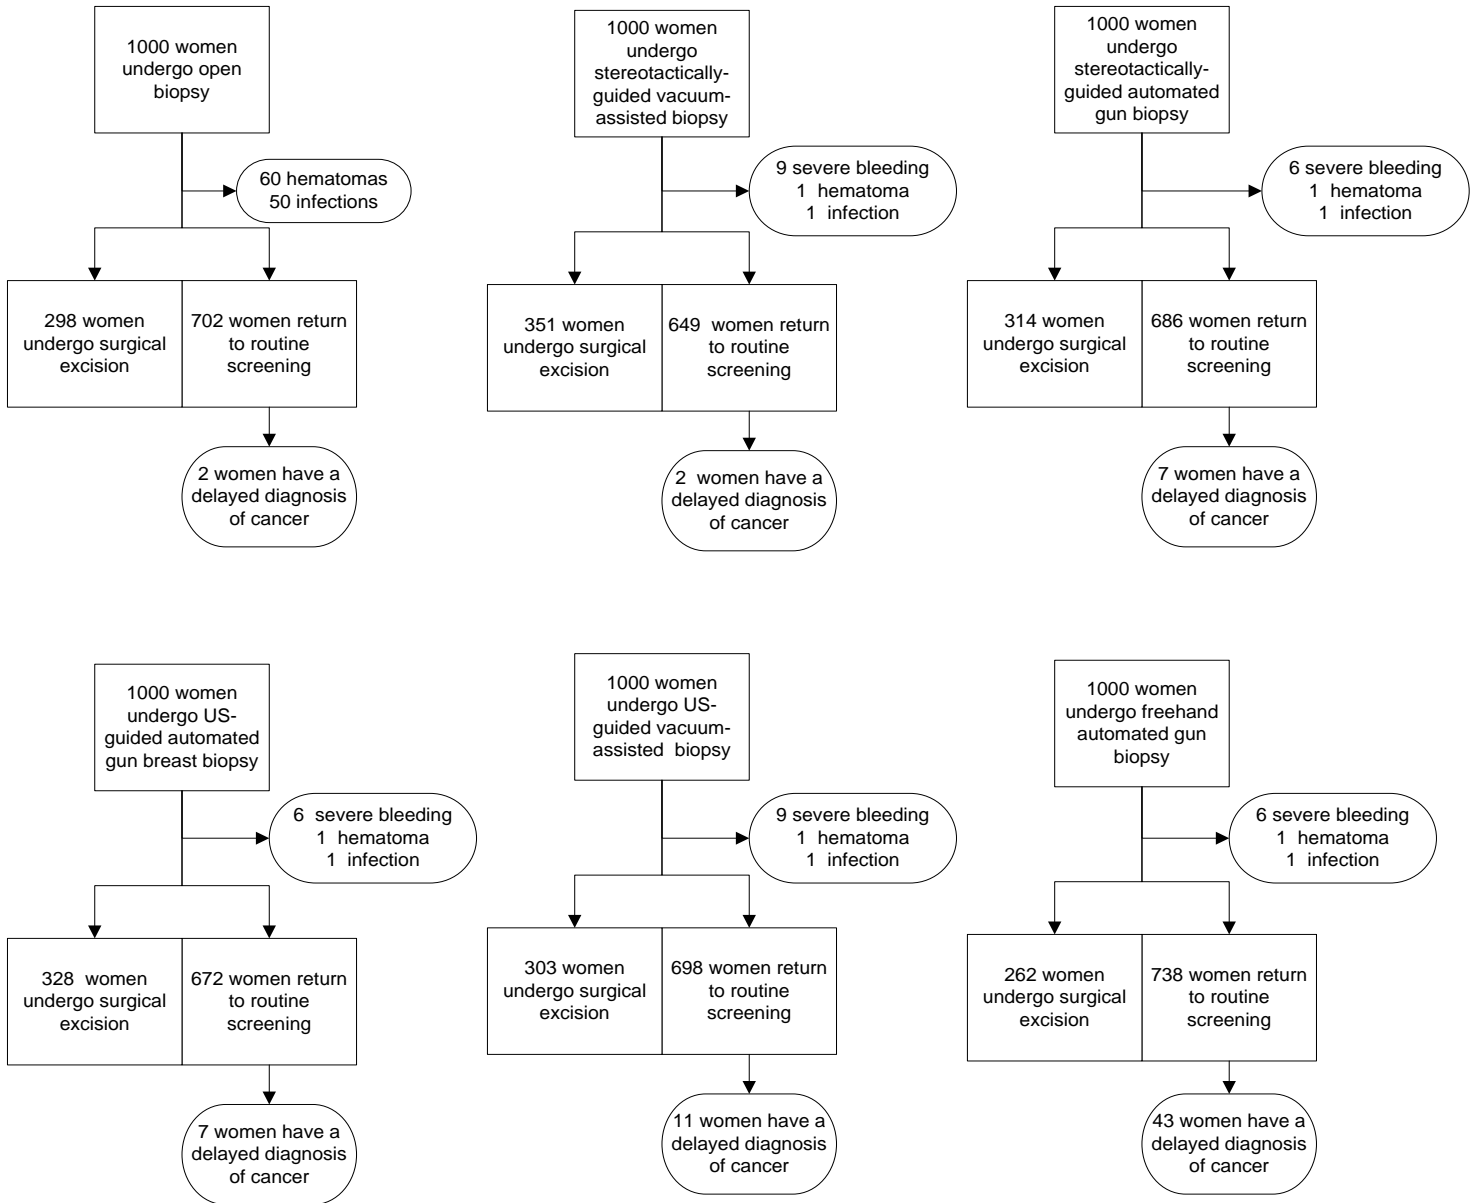 1000 women
undergo open
biopsy
60 hematomas
50 infections
298 women
undergo surgical
excision
702 women return
to routine
screening
2 women have a
delayed diagnosis
of cancer
1000 women
undergo
stereotactically-
guided vacuum-
assisted biopsy
9 severe bleeding
1 hematoma
1 infection
351 women
undergo surgical
excision
649 women return
to routine
screening
2 women have a
delayed diagnosis
of cancer
1000 women
undergo
stereotactically-
guided automated
gun biopsy
6 severe bleeding
1 hematoma
1 infection
314 women
undergo surgical
excision
686 women return
to routine
screening
7 women have a
delayed diagnosis
of cancer
1000 women
undergo US-
guided automated
gun breast biopsy
6 severe bleeding
1 hematoma
1 infection
328 women
undergo surgical
excision
672 women return
to routine
screening
7 women have a
delayed diagnosis
of cancer
1000 women
undergo US-
guided vacuum-
assisted biopsy
9 severe bleeding
1 hematoma
1 infection
303 women
undergo surgical
excision
698 women return
to routine
screening
11 women have a
delayed diagnosis
of cancer
1000 women
undergo freehand
automated gun
biopsy
6 severe bleeding
1 hematoma
1 infection
262 women
undergo surgical
excision
738 women return
to routine
screening
43 women have a
delayed diagnosis
of cancer